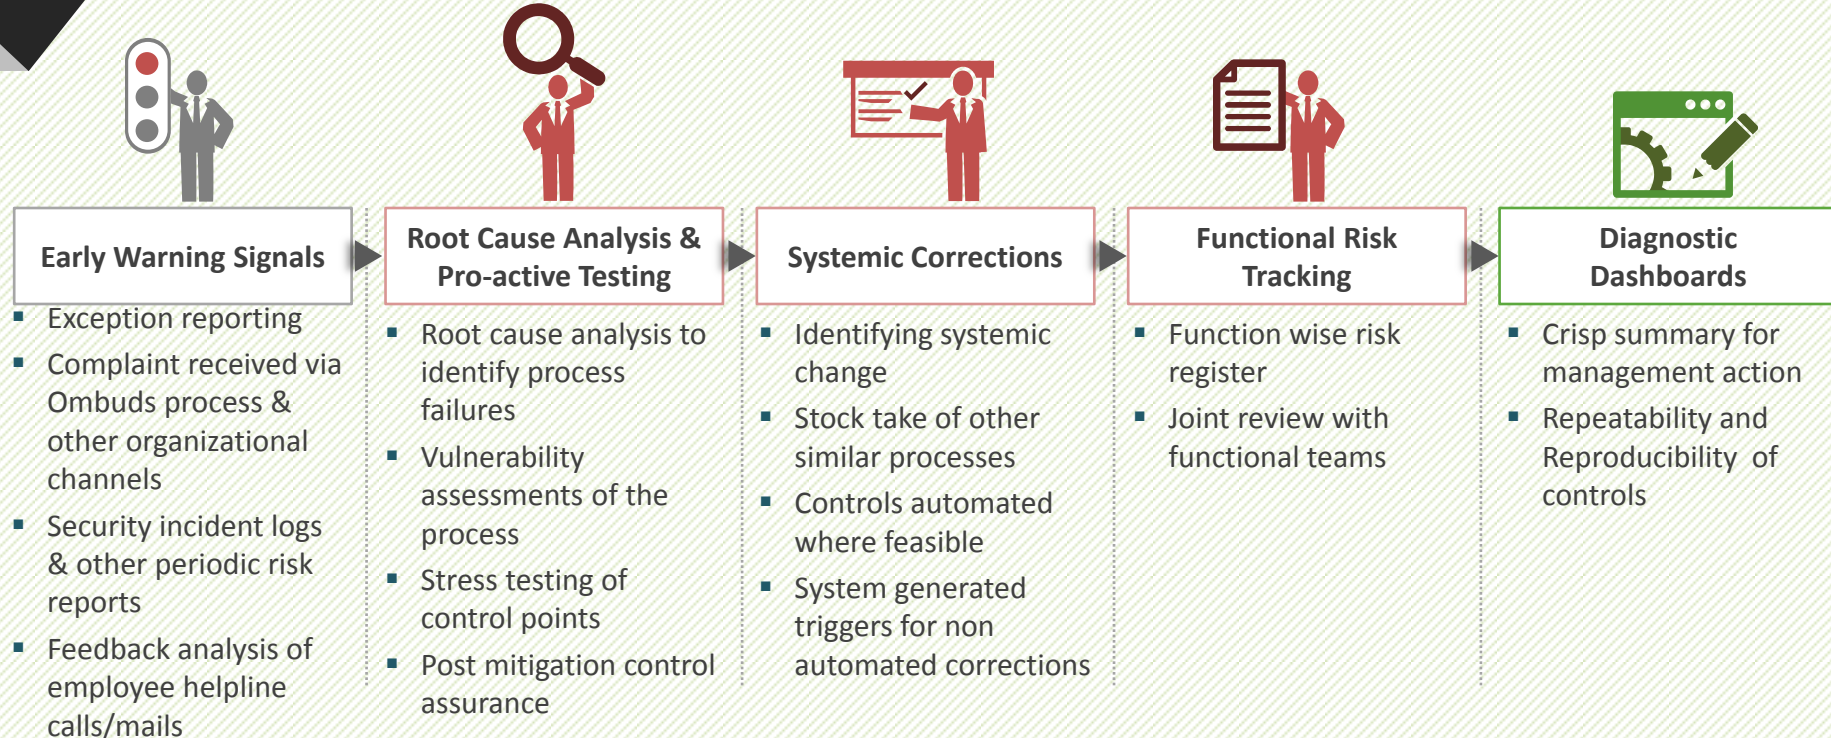 Early Warning Signals
▪ Exception reporting
▪ Complaint received via
Ombuds process &
other organizational
channels
▪ Security incident logs
& other periodic risk
reports
▪ Feedback analysis of
employee helpline
calls/mails
Root Cause Analysis &
Pro-active Testing
▪ Root cause analysis to
identify process
failures
▪ Vulnerability
assessments of the
process
▪ Stress testing of
control points
▪ Post mitigation control
assurance
Systemic Corrections
▪ Identifying systemic
change
▪ Stock take of other
similar processes
▪ Controls automated
where feasible
▪ System generated
triggers for non
automated corrections
Functional Risk
Tracking
▪ Function wise risk
register
▪ Joint review with
functional teams
Diagnostic
Dashboards
▪ Crisp summary for
management action
▪ Repeatability and
Reproducibility of
controls